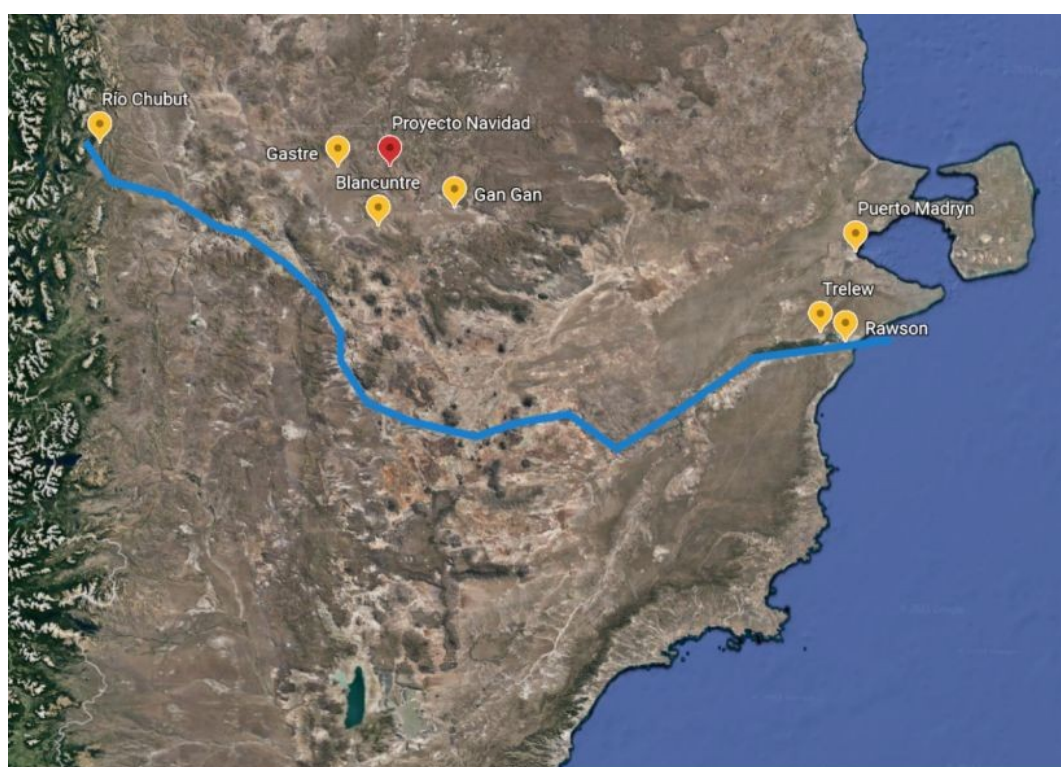 Río Chubut
Proyecto Navidad
Gastre
Blancuntre
Gan Gan
Puerto Madryn
Trelew
Rawson